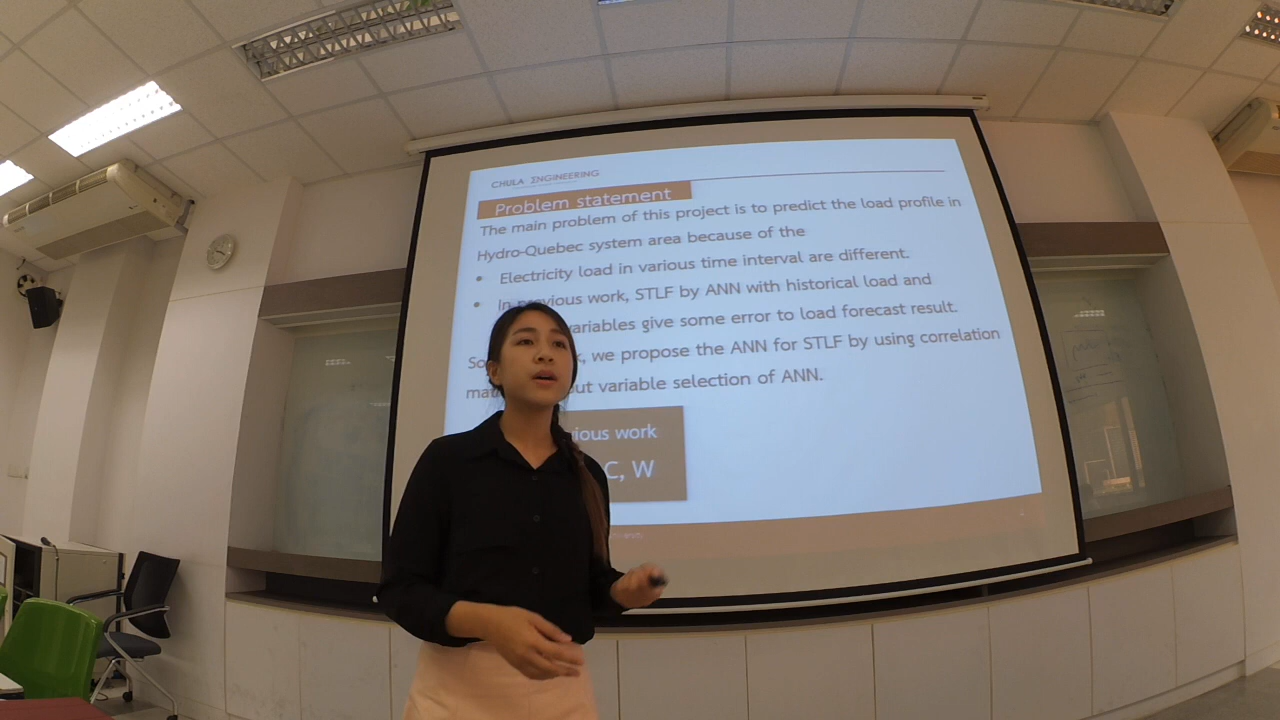 CHULA ENGINEERING
Problem statement
The main problem of this project is to predict the load profile in
Hydro-Quebec system area because of the
• Electricity load in various time interval are different.
• In previous work, STLF by ANN with historical load and
variables give some error to load forecast result.
So we propose the ANN for STLF by using correlation
variable selection of ANN.
work
C, W